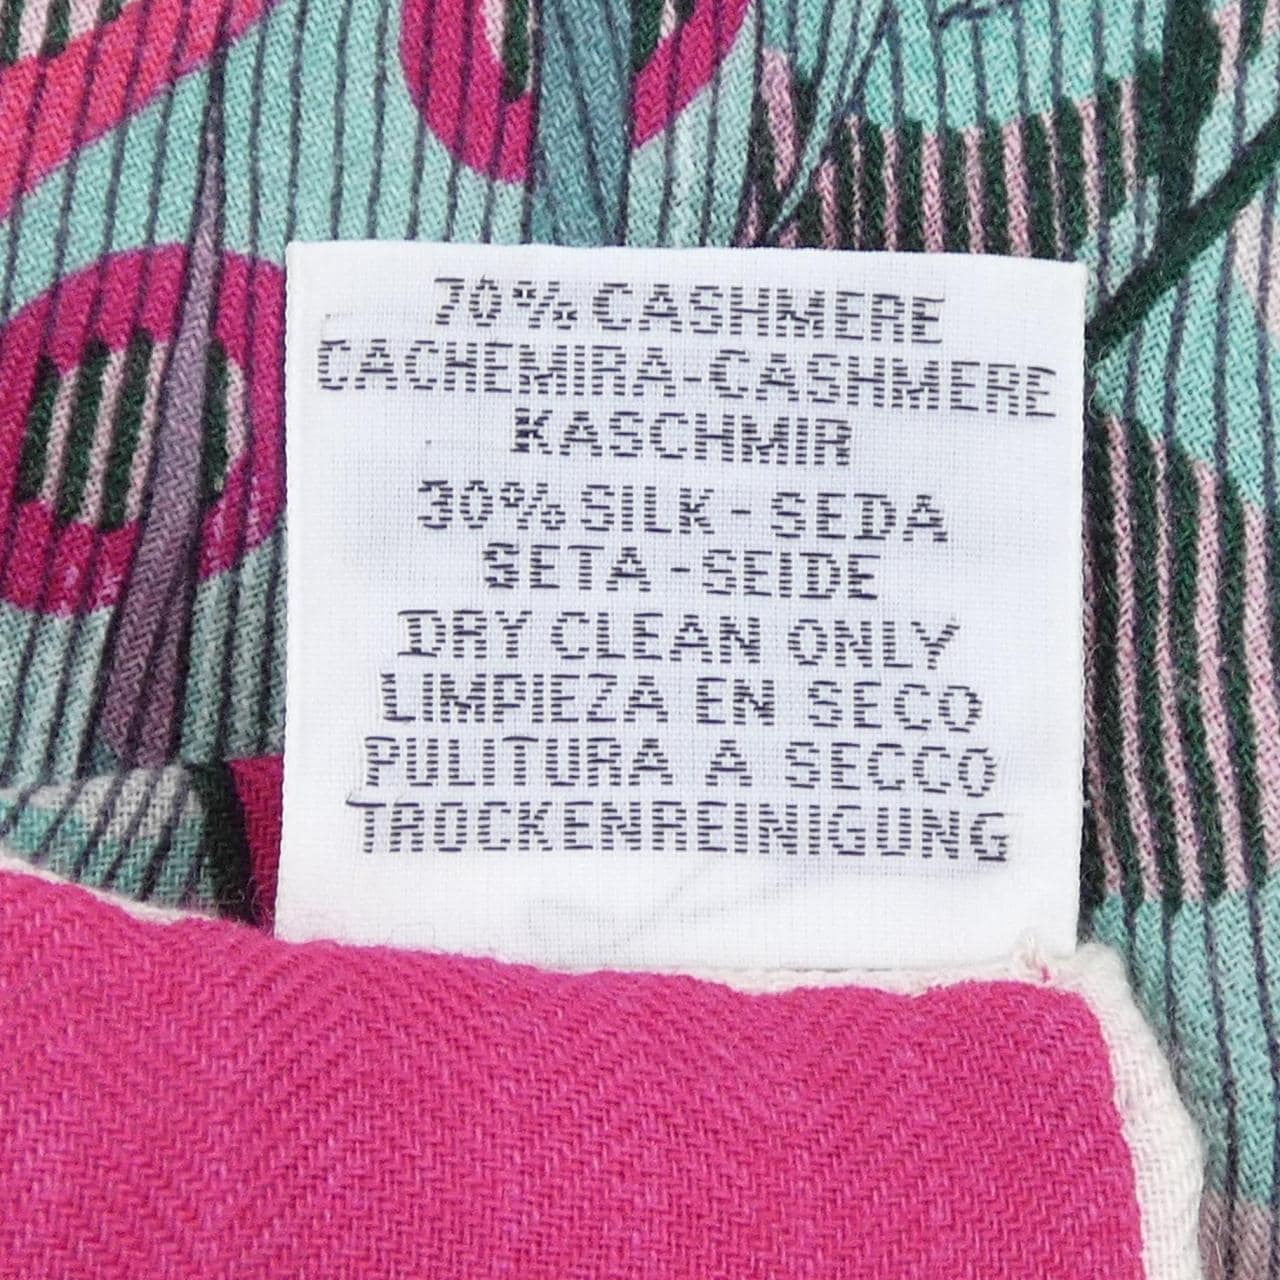 70% CASHMERE
CACHEMIRA-CASHMERE
KASCHMIR
30% SILK - SEDA
SETA - SEIDE
DRY CLEAN ONLY
LIMPIEZA EN SECO
PULITURA A SECCO
TROCKENREINIGUNG